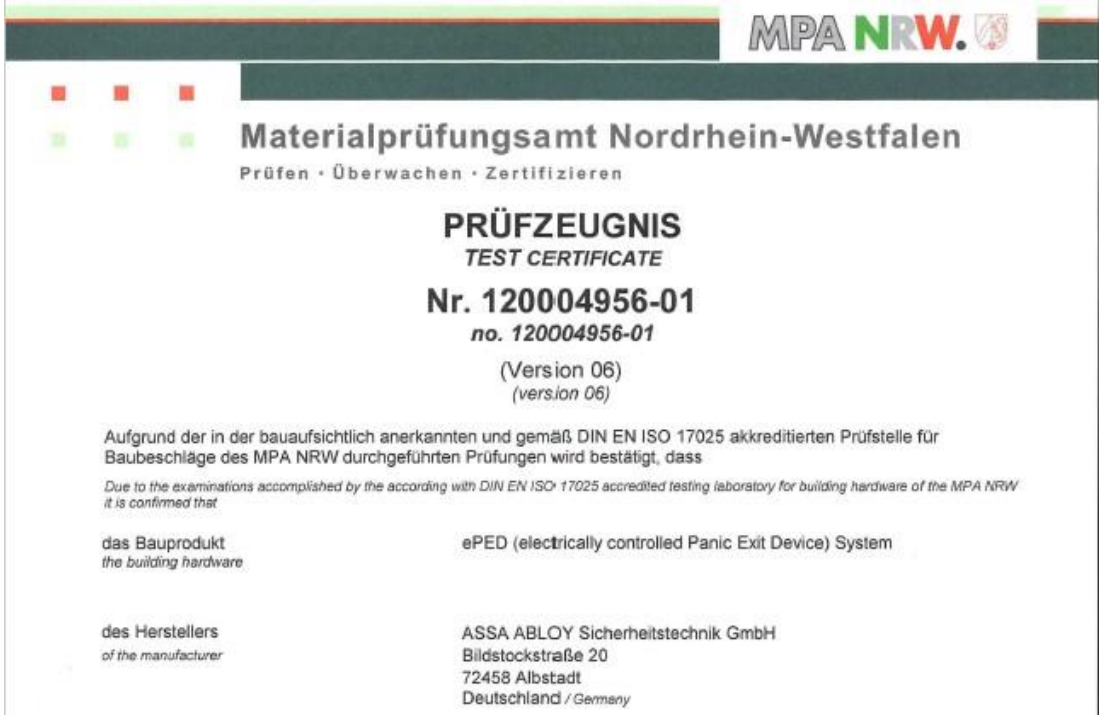 MPA NRW.
Materialprüfungsamt Nordrhein-Westfalen
Prüfen · Überwachen · Zertifizieren
PRÜFZEUGNIS
TEST CERTIFICATE
Nr. 120004956-01
no. 120004956-01
(Version 06)
(version 06)
Aufgrund der in der bauaufsichtlich anerkannten und gemäß DIN EN ISO 17025 akkreditierten Prüfstelle für
Baubeschläge des MPA NRW durchgeführten Prüfungen wird bestätigt, dass
Due to the examinations accomplished by the according with DIN EN ISO 17025 accredited testing laboratory for building hardware of the MPA NRW
it is confirmed that
das Bauprodukt ePED (electrically controlled Panic Exit Device) System
the building hardware
des Herstellers ASSA ABLOY Sicherheitstechnik GmbH
of the manufacturer Bildstockstraße 20
72458 Albstadt
Deutschland / Germany